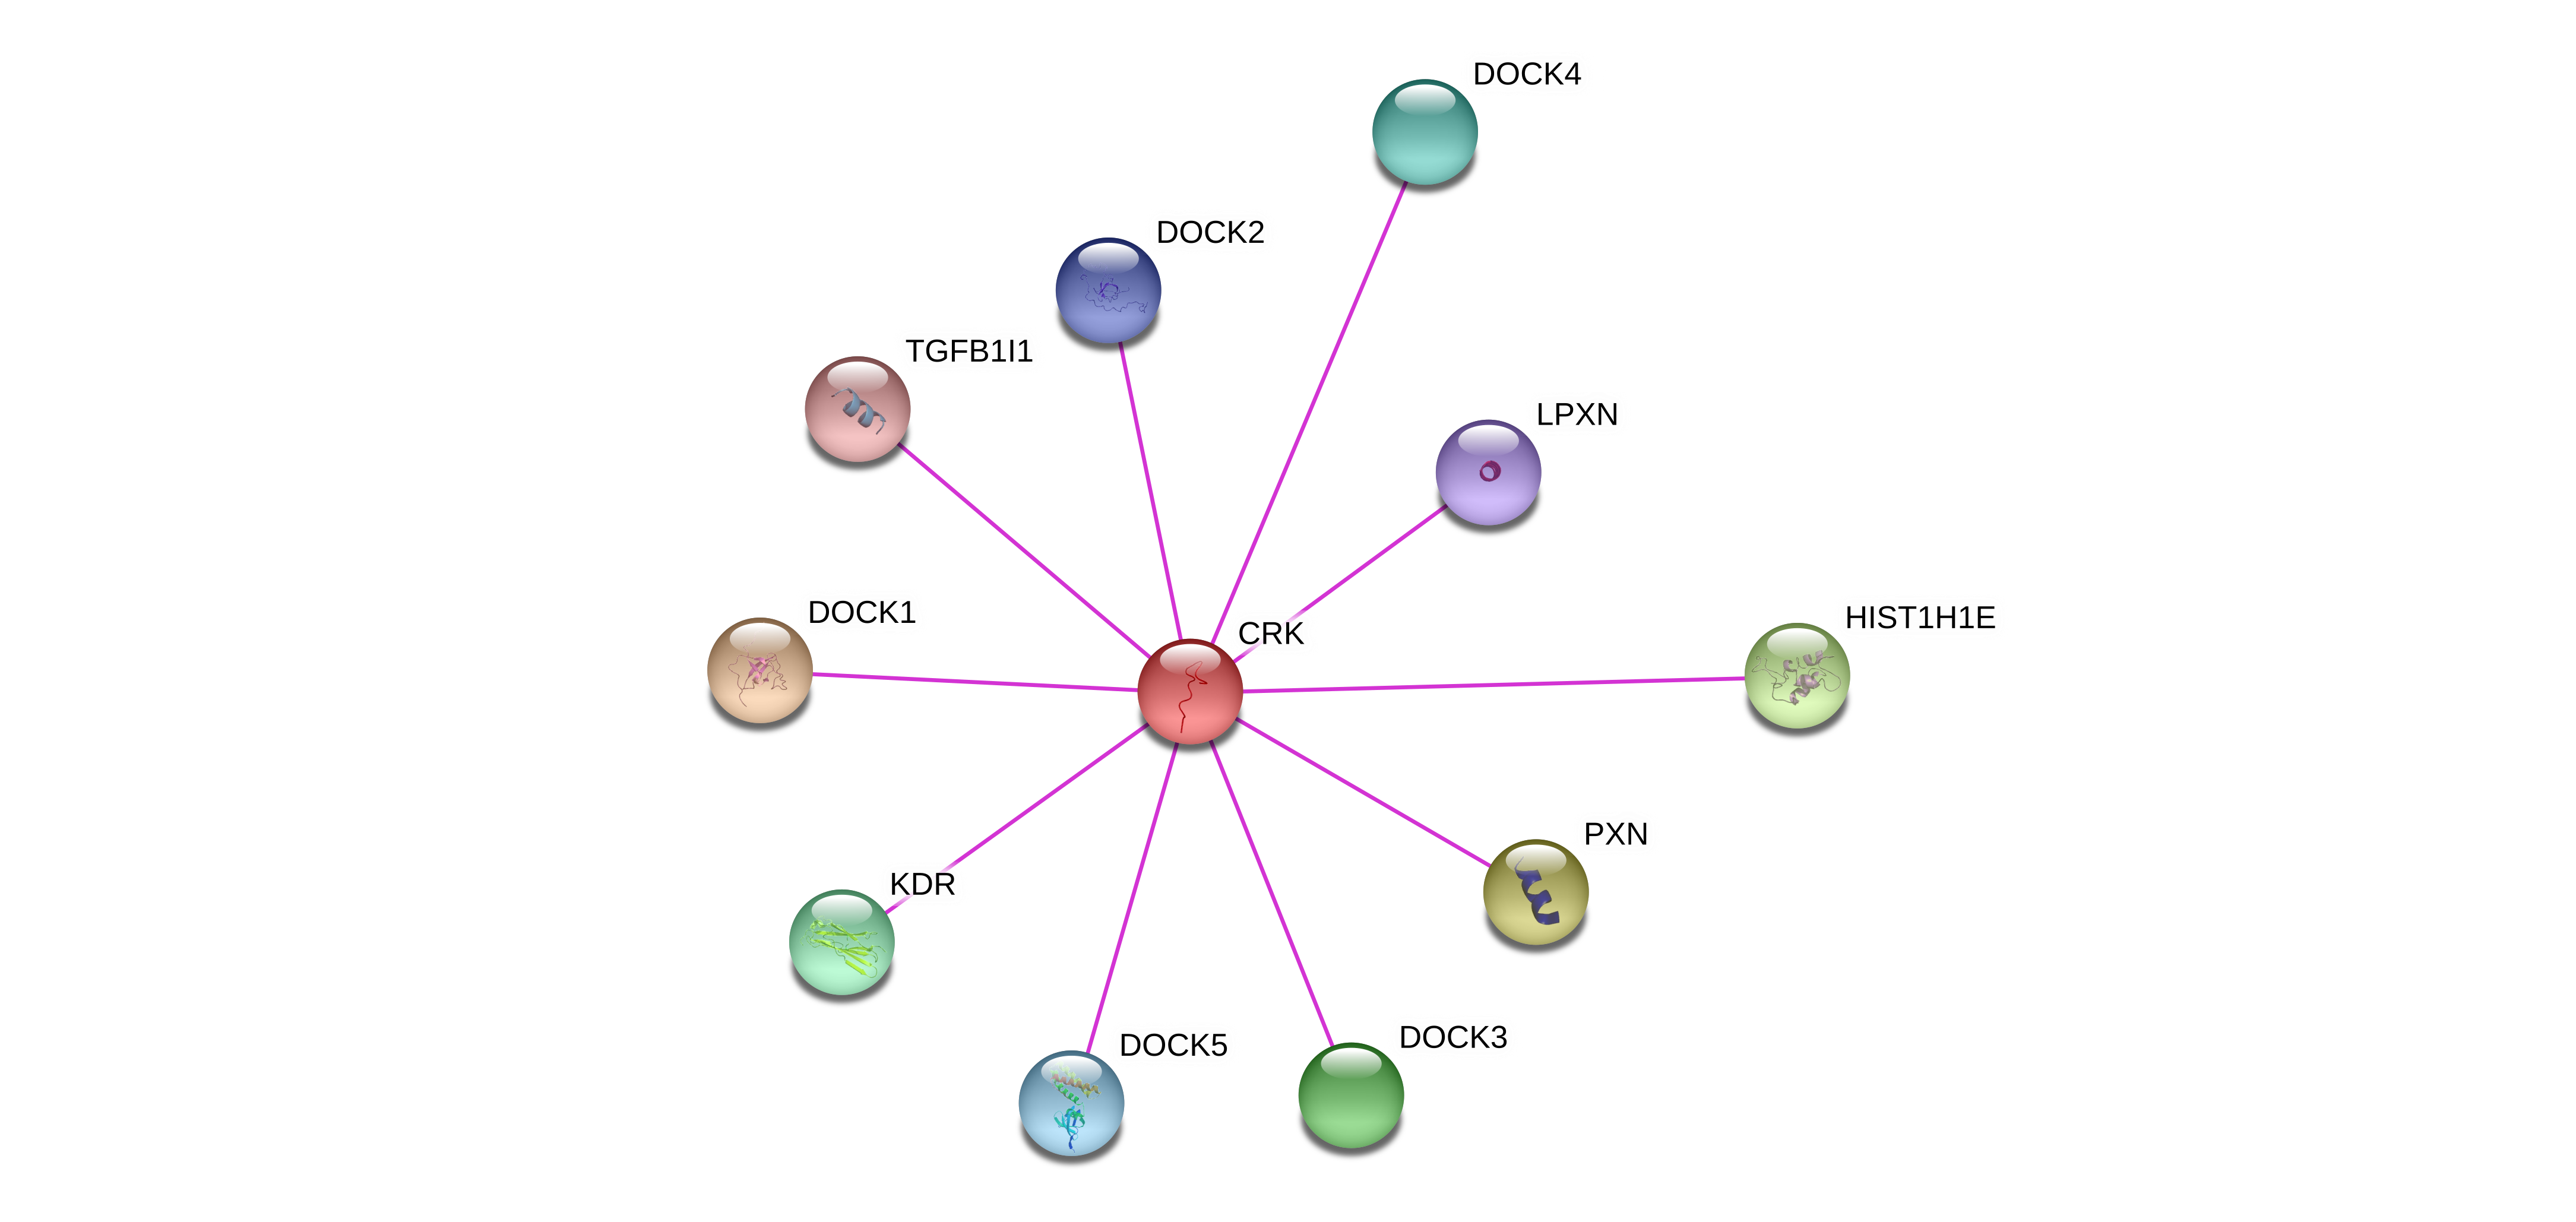 DOCK4
DOCK2
TGFB1I1
LPXN
DOCK1
HIST1H1E
CRK
PXN
KDR
DOCK3
DOCK5